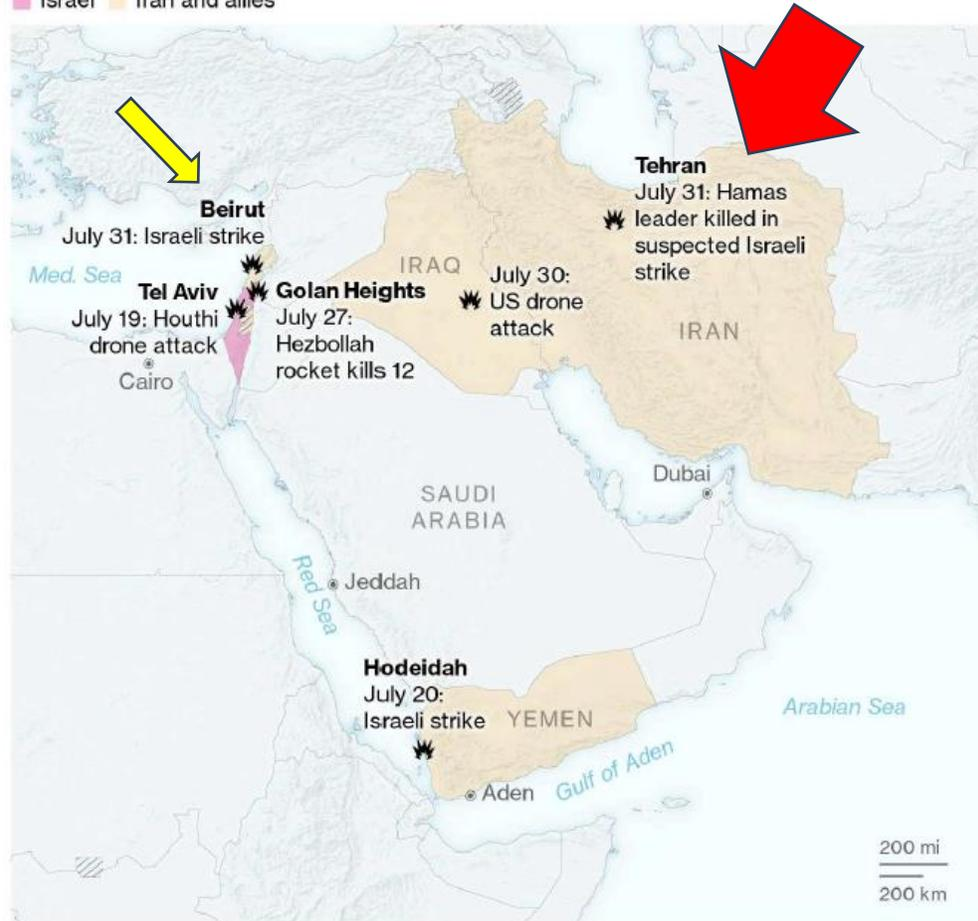 Israel Iran and allies
Tehran
July 31: Hamas
leader killed in
suspected Israeli
strike
Beirut
July 31: Israeli strike
Med. Sea
IRAQ
July 30:
US drone
attack
Tel Aviv
July 19: Houthi
drone attack
Golan Heights
July 27:
Hezbollah
rocket kills 12
IRAN
Cairo
Dubai
SAUDI
ARABIA
Red Sea
Jeddah
Hodeidah
July 20:
Israeli strike
YEMEN
Arabian Sea
Gulf of Aden
Aden
200 mi
200 km